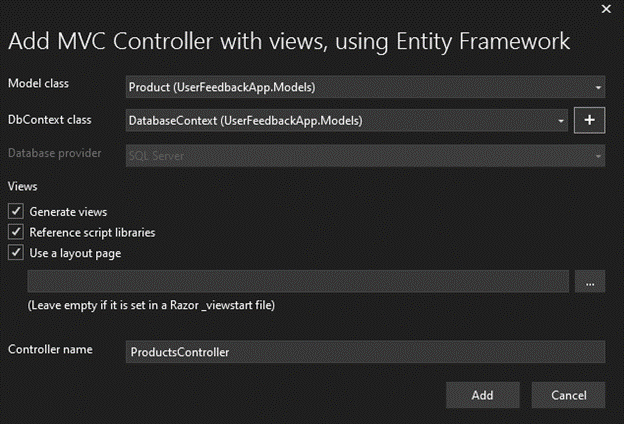 Add MVC Controller with views, using Entity Framework
Model class
Product (UserFeedbackApp.Models)
DbContext class
DatabaseContext (UserFeedbackApp.Models)
+
Database provider
SQL Server
Views
Generate views
Reference script libraries
Use a layout page
...
(Leave empty if it is set in a Razor _viewstart file)
Controller name
ProductsController
Add
Cancel